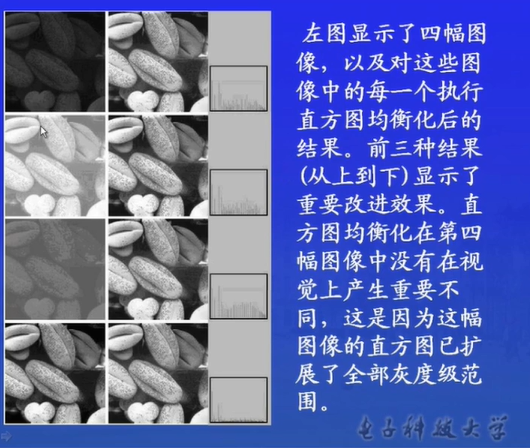 左图显示了四幅图
像，以及对这些图
像中的每一个执行
直方图均衡化后的
结果。前三种结果
(从上到下)显示了
重要改进效果。直
方图均衡化在第四
幅图像中没有在视
觉上产生重要不
同，这是因为这幅
图像的直方图已扩
展了全部灰度级范
围。
电子科技大学